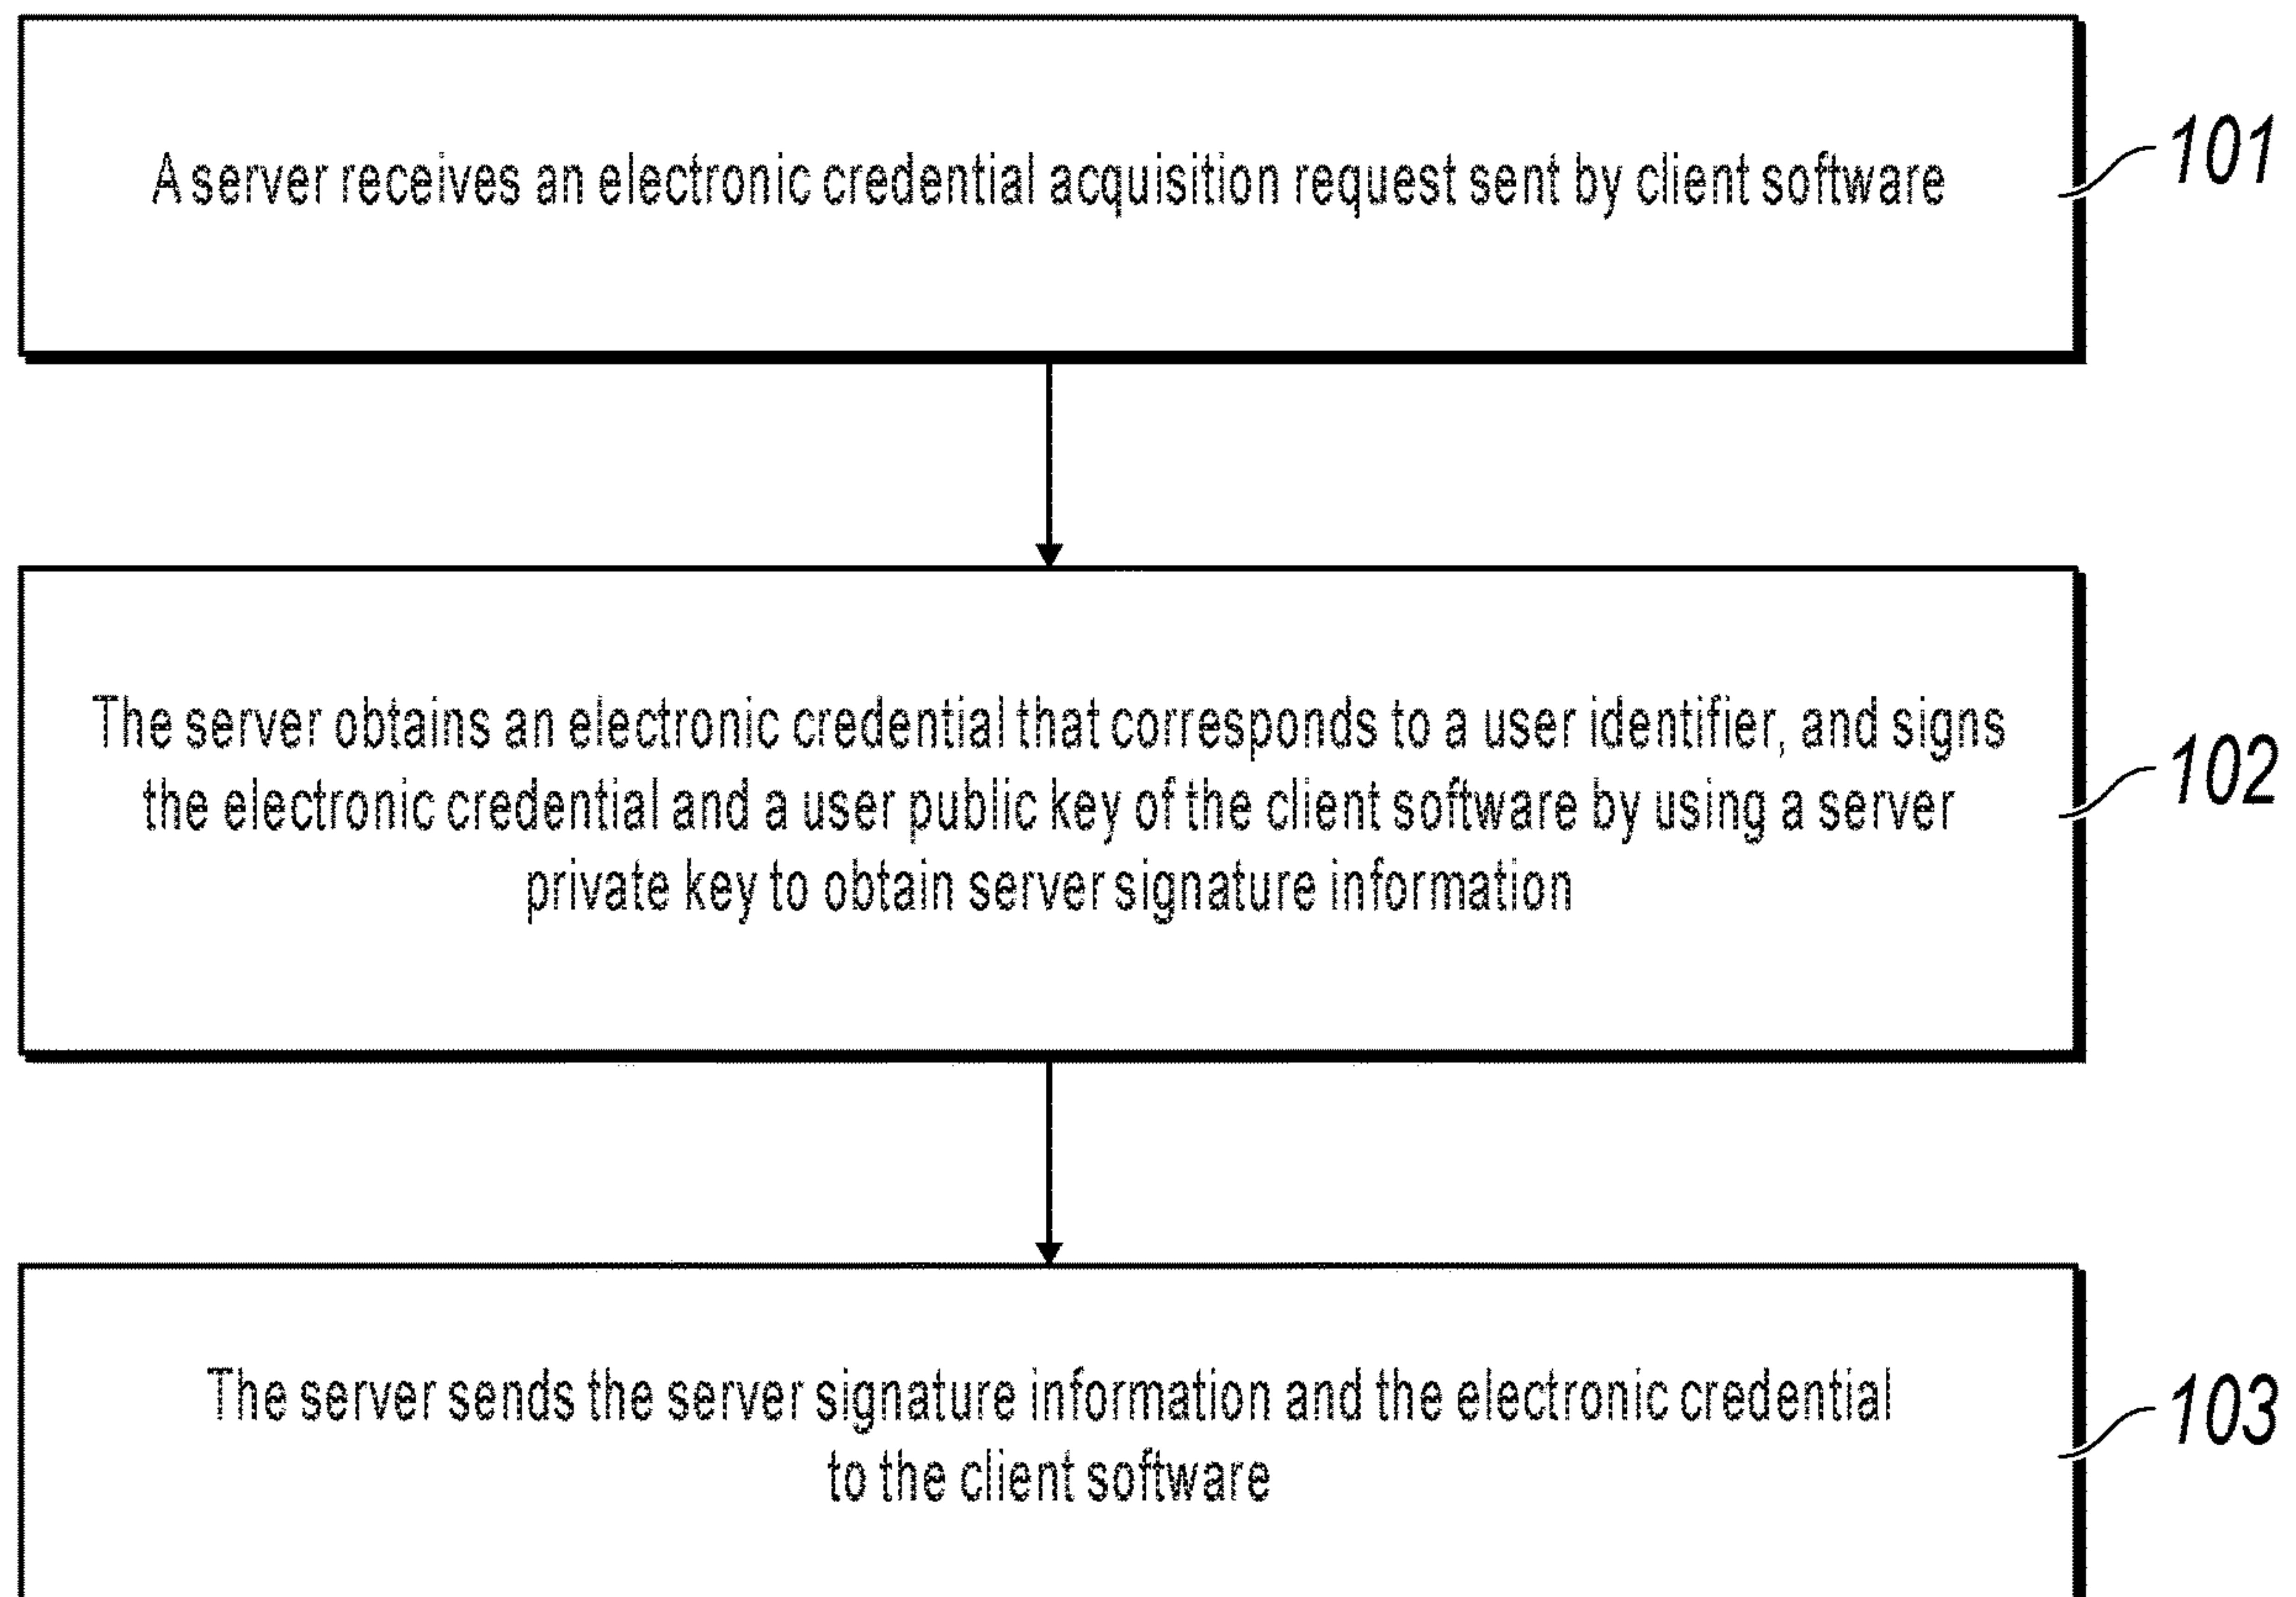 A server receives an electronic credential acquisition request sent by client software
101
The server obtains an electronic credential that corresponds to a user identifier, and signs
the electronic credential and a user public key of the client software by using a server
private key to obtain server signature information
102
The server sends the server signature information and the electronic credential
to the client software
103